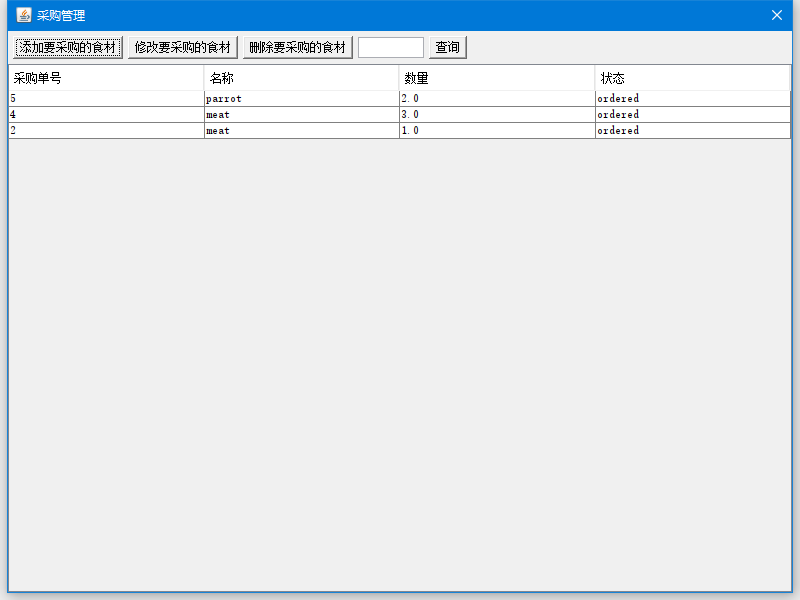 采购管理
添加要采购的食材 修改要采购的食材 删除要采购的食材 查询
采购单号 名称 数量 状态
5 parrot 2.0 ordered
4 meat 3.0 ordered
2 meat 1.0 ordered